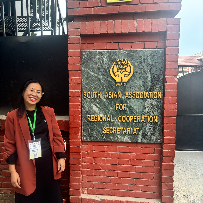 SOUTH ASIAN ASSOCIATION
FOR
REGIONAL COOPERATION
SECRETARIAT